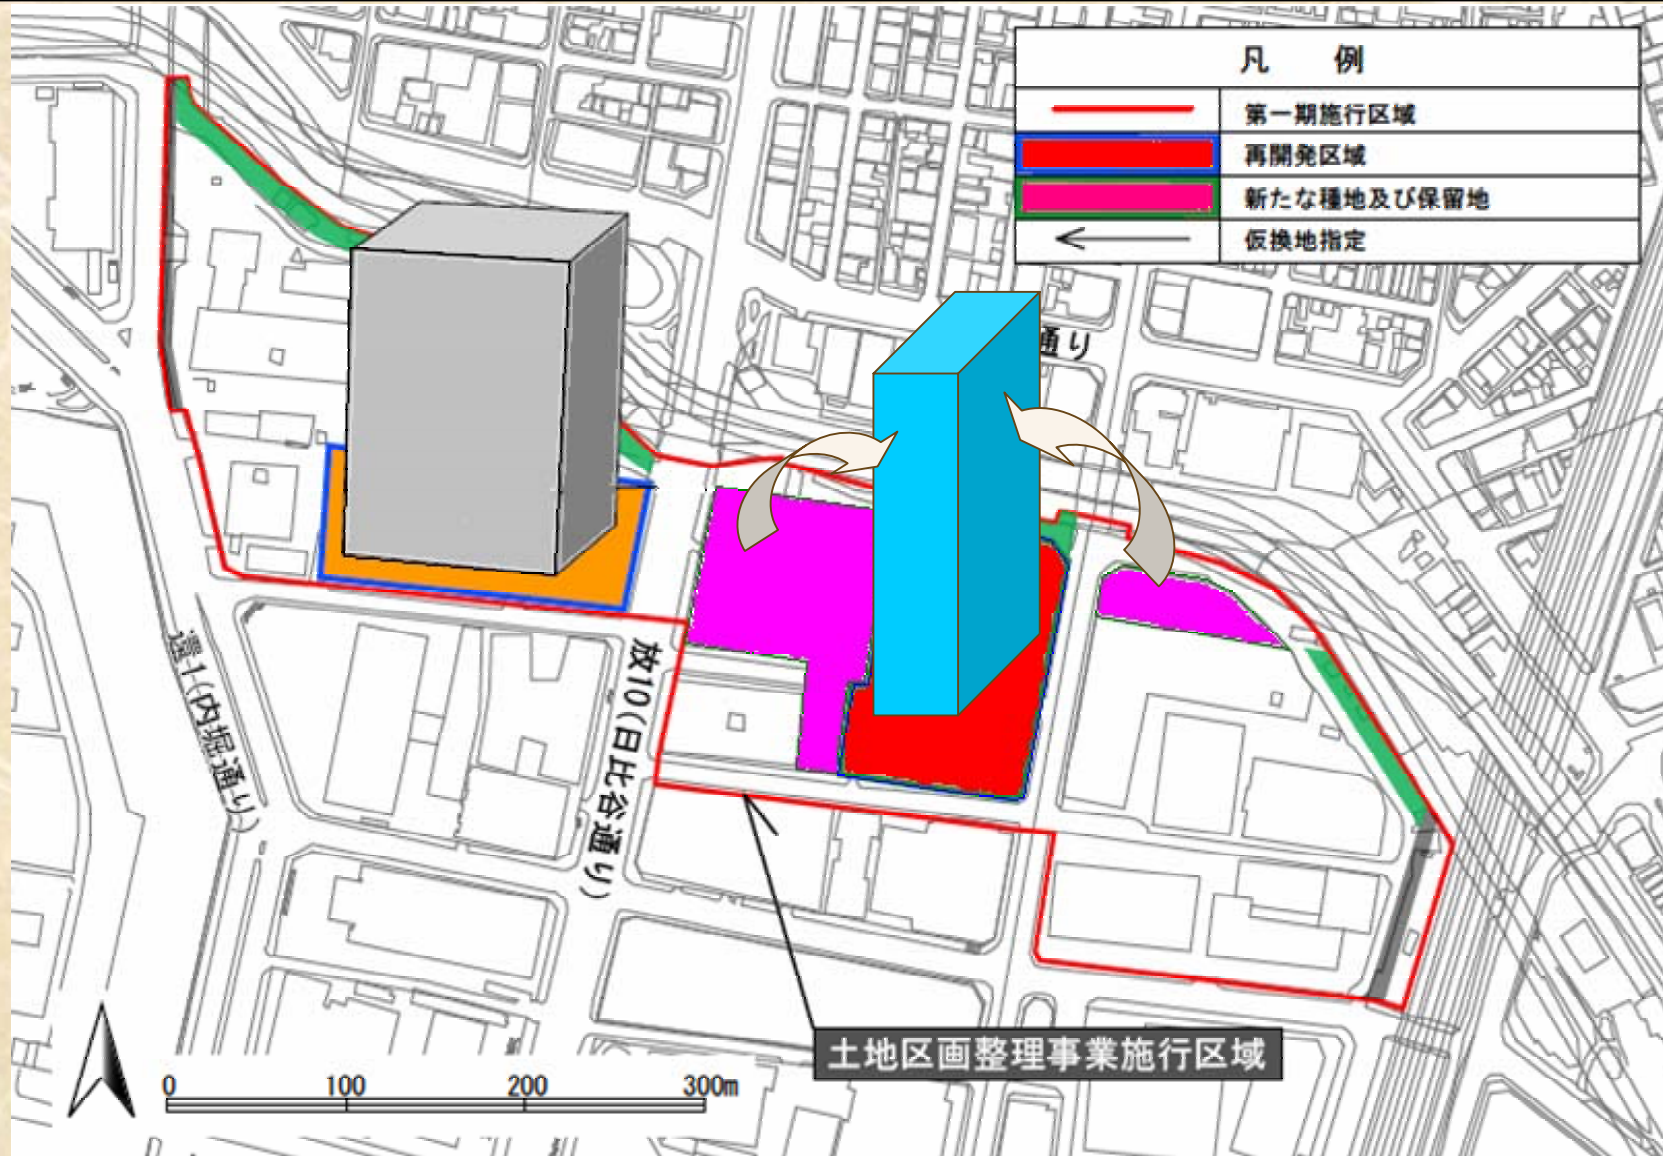 凡 例
第一期施行区域
再開発区域
新たな種地及び保留地
仮換地指定
通り
環1(内堀通り)
放10(日比谷通り)
土地区画整理事業施行区域
0 100 200 300m